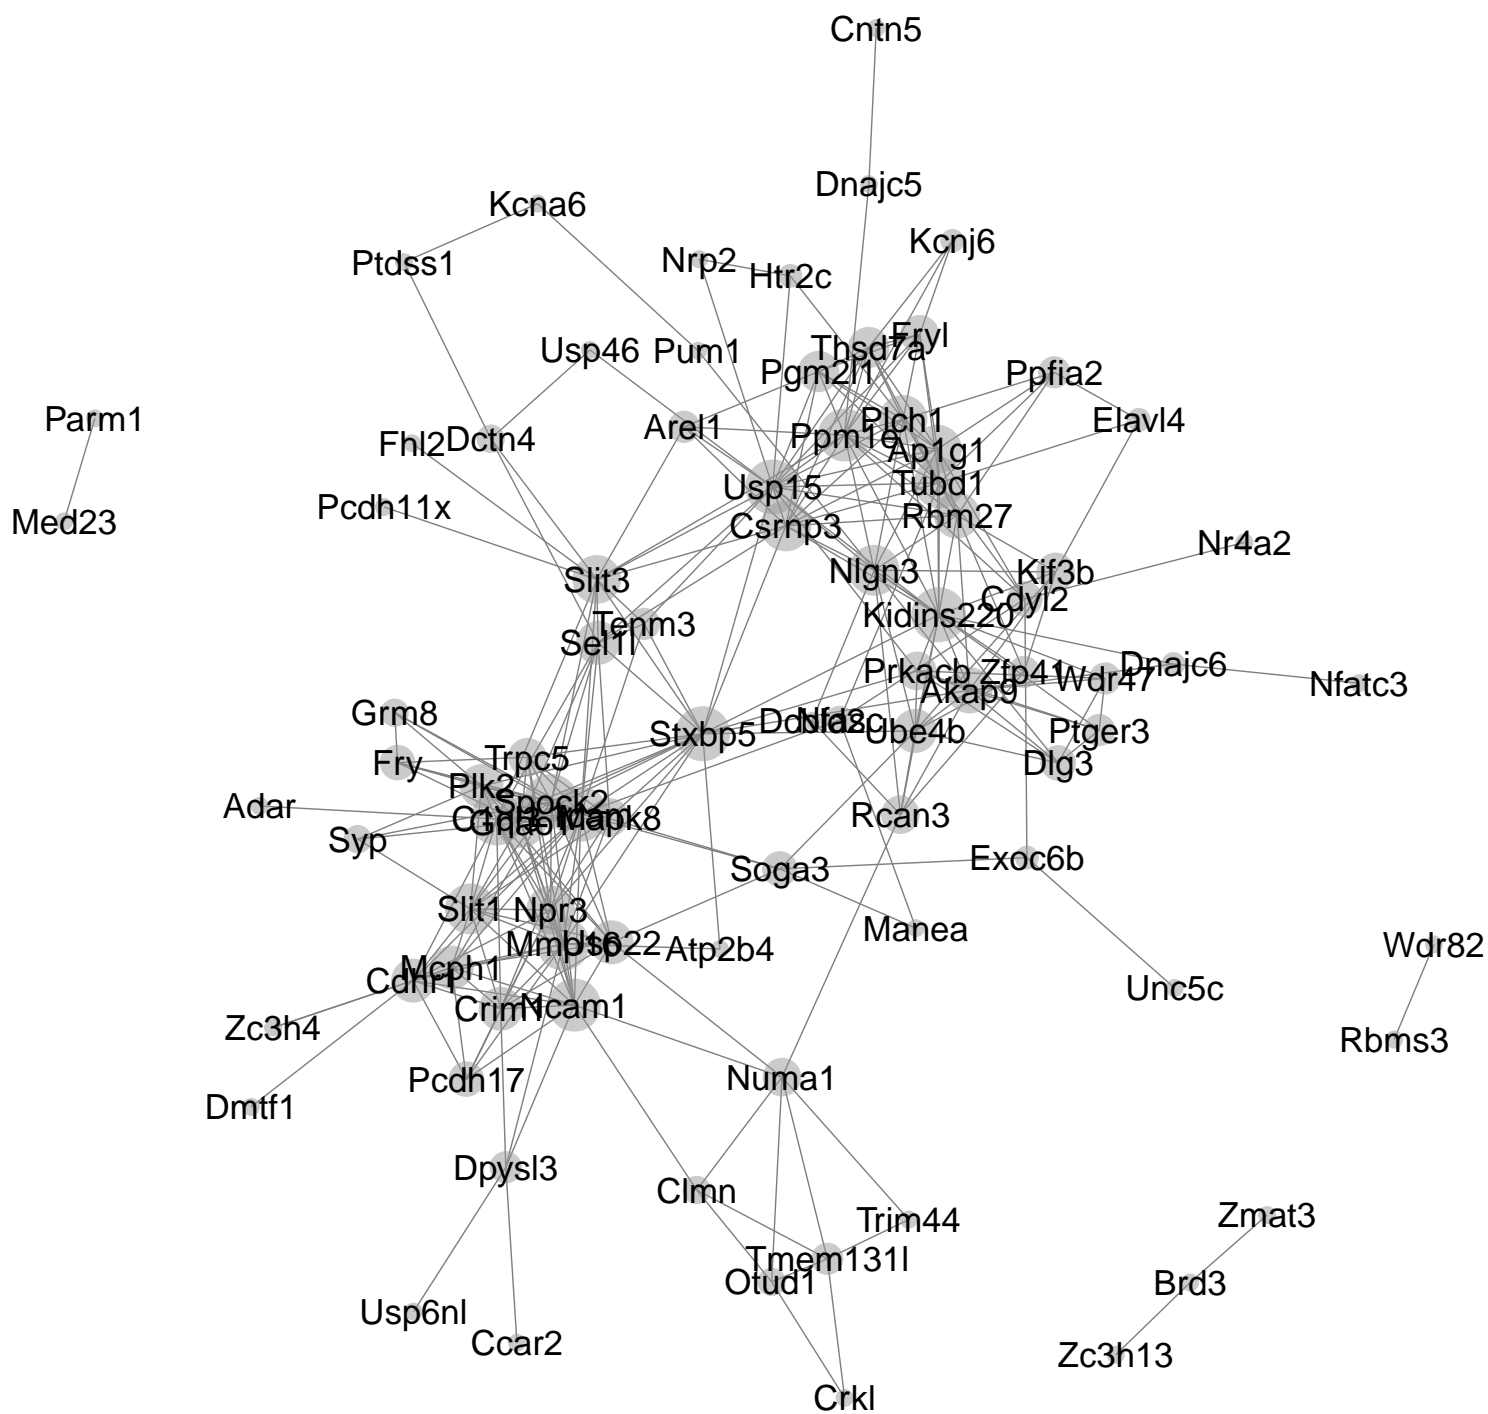 Cntn5
Dnajc5
Kcna6
Kcnj6
Ptdss1
Nrp2
Htr2c
Fryl
Thsd7a
Usp46
Pum1
Pgm2l1
Ppfia2
Parm1
Arel1
Plch1
Elavl4
Fhl2
Dctn4
Ppm1e
Ap1g1
Usp15
Tubd1
Pcdh11x
Med23
Csrnp3
Rbm27
Nr4a2
Slit3
Nlgn3
Kif3b
Cdyl2
Kidins220
Tenm3
Sel1l
Prkacb
Zfp41
Dnajc6
Wdr47
Nfatc3
Akap9
Grm8
Stxbp5
Nfasc
Ube4b
Ptger3
Fry
Trpc5
Dlg3
Plk2
Spock2
Adar
Mapk8
Rcan3
Syp
Soga3
Exoc6b
Slit1
Npr3
Manea
Usp22
Atp2b4
Wdr82
Mcph1
Cdhr1
Unc5c
Crim1
Ncam1
Zc3h4
Rbms3
Pcdh17
Numa1
Dmtf1
Dpysl3
Clmn
Trim44
Zmat3
Tmem131l
Otud1
Brd3
Usp6nl
Ccar2
Zc3h13
Crkl